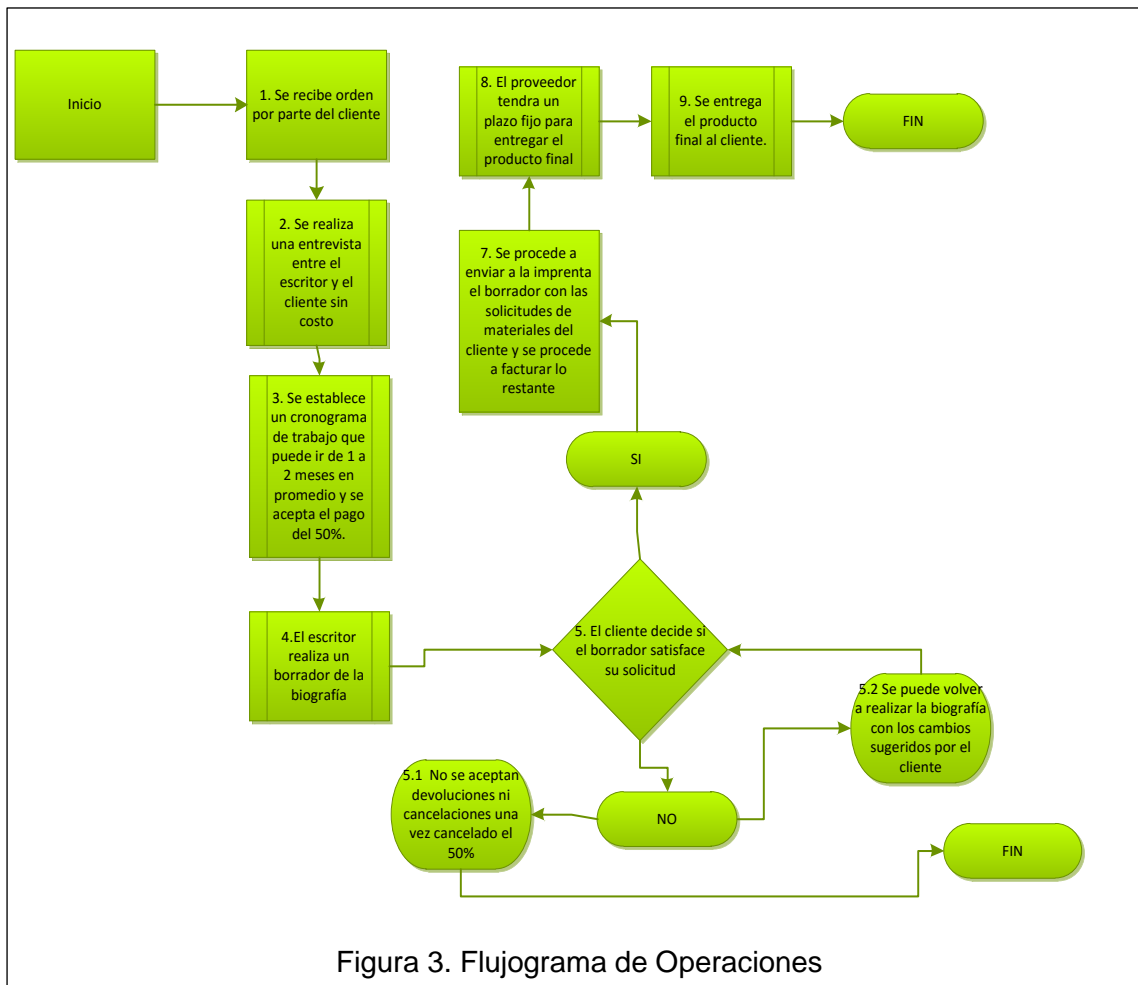 Inicio
1. Se recibe orden
por parte del cliente
2. Se realiza
una entrevista
entre el
escritor y el
cliente sin
costo
3. Se establece
un cronograma
de trabajo que
puede ir de 1 a
2 meses en
promedio y se
acepta el pago
del 50%.
4.El escritor
realiza un
borrador de la
biografía
5. El cliente decide si
el borrador satisface
su solicitud
SI
7. Se procede a
enviar a la imprenta
el borrador con las
solicitudes de
materiales del
cliente y se procede
a facturar lo
restante
8. El proveedor
tendra un
plazo fijo para
entregar el
producto final
9. Se entrega
el producto
final al cliente.
FIN
NO
5.1 No se aceptan
devoluciones ni
cancelaciones una
vez cancelado el
50%
5.2 Se puede volver
a realizar la biografía
con los cambios
sugeridos por el
cliente
FIN
Figura 3. Flujograma de Operaciones